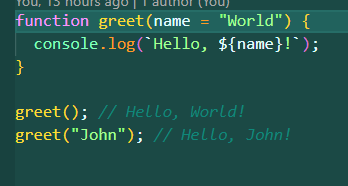 You, 13 hours ago | 1 author (You)
function greet(name = "World") {
  console.log(`Hello, ${name}!`);
}
greet(); // Hello, World!
greet("John"); // Hello, John!